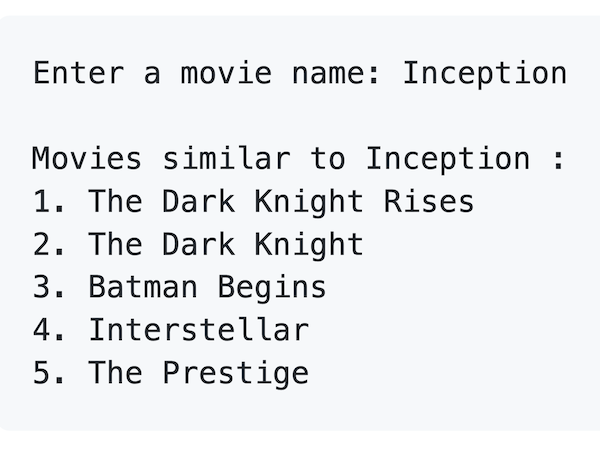 Enter a movie name: Inception
Movies similar to Inception :
1. The Dark Knight Rises
2. The Dark Knight
3. Batman Begins
4. Interstellar
5. The Prestige